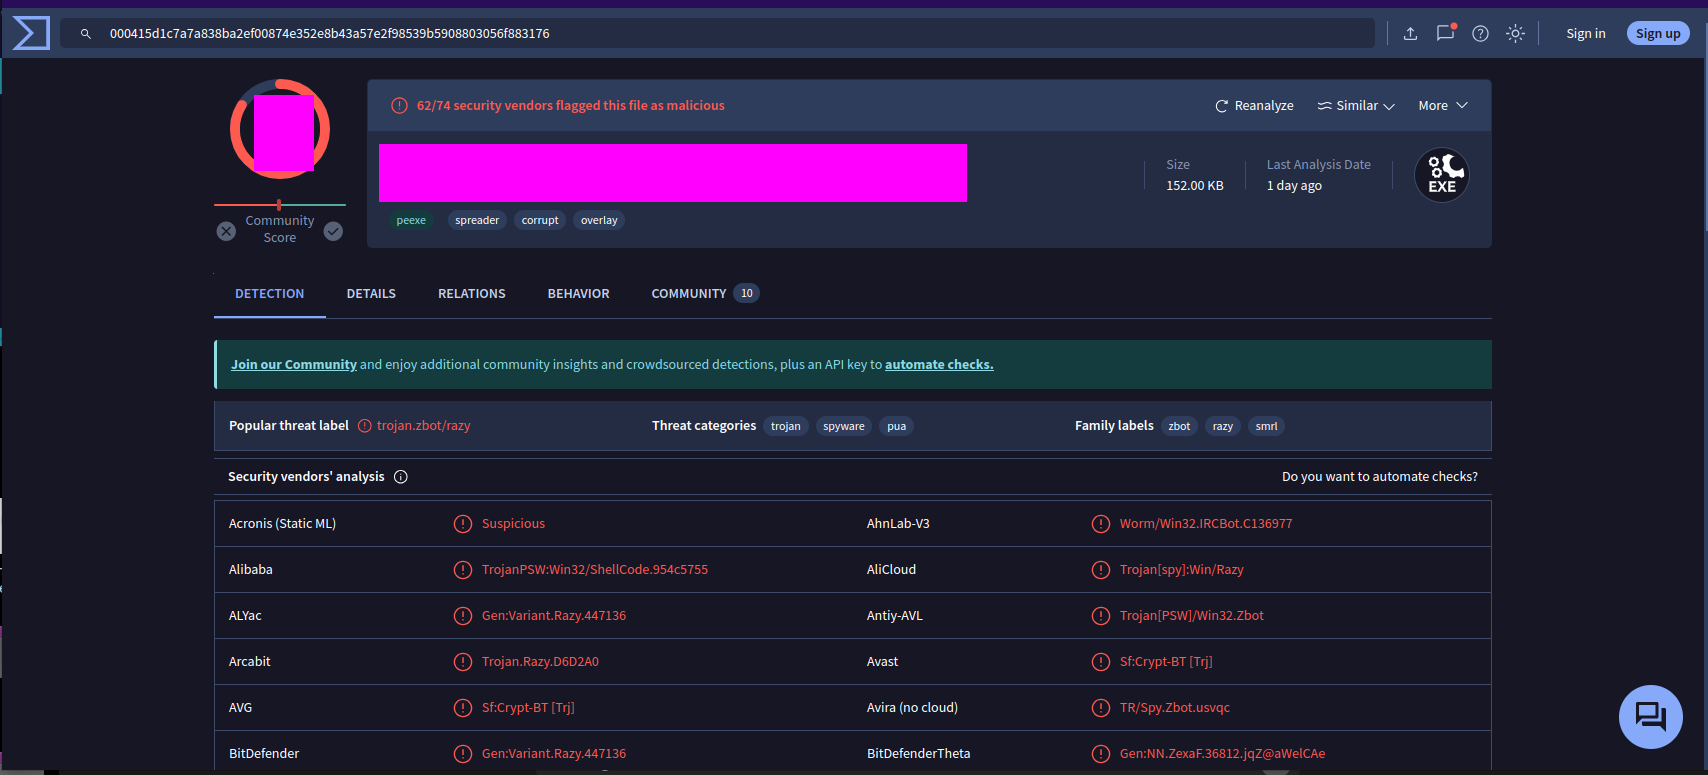 000415d1c7a7a838ba2ef00874e352e8b43a57e2f98539b5908803056f883176
Sign in
Sign up
62/74 security vendors flagged this file as malicious
Reanalyze
Similar
More
Size
152.00 KB
Last Analysis Date
1 day ago
EXE
peexe spreader corrupt overlay
Community
Score
DETECTION DETAILS RELATIONS BEHAVIOR COMMUNITY 10
Join our Community and enjoy additional community insights and crowdsourced detections, plus an API key to automate checks.
Popular threat label trojan.zbot/razy Threat categories trojan spyware pua Family labels zbot razy smrl
Security vendors' analysis Do you want to automate checks?
Acronis (Static ML) Suspicious AhnLab-V3 Worm/Win32.IRCBot.C136977
Alibaba TrojanPSW:Win32/ShellCode.954c5755 AliCloud Trojan[spy]:Win/Razy
ALYac Gen:Variant.Razy.447136 Antiy-AVL Trojan[PSW]/Win32.Zbot
Arcabit Trojan.Razy.D6D2A0 Avast Sf:Crypt-BT [Trj]
AVG Sf:Crypt-BT [Trj] Avira (no cloud) TR/Spy.Zbot.usvqc
BitDefender Gen:Variant.Razy.447136 BitDefenderTheta Gen:NN.ZexaF.36812.jqZ@aWelCAe